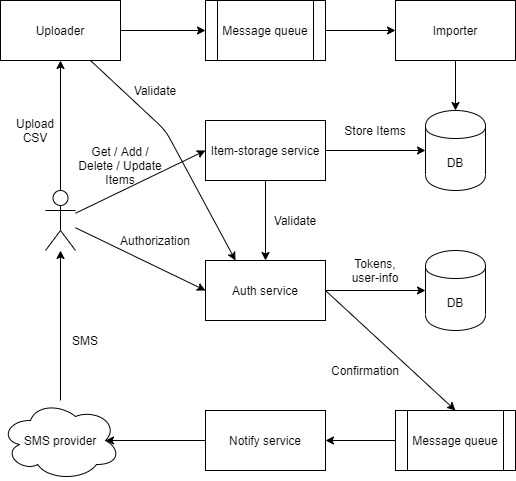 Uploader
Message queue
Importer
Validate
Upload
CSV
Get / Add /
Delete / Update
Items
Item-storage service
Store Items
DB
Validate
Authorization
Auth service
Tokens,
user-info
DB
SMS
Confirmation
SMS provider
Notify service
Message queue